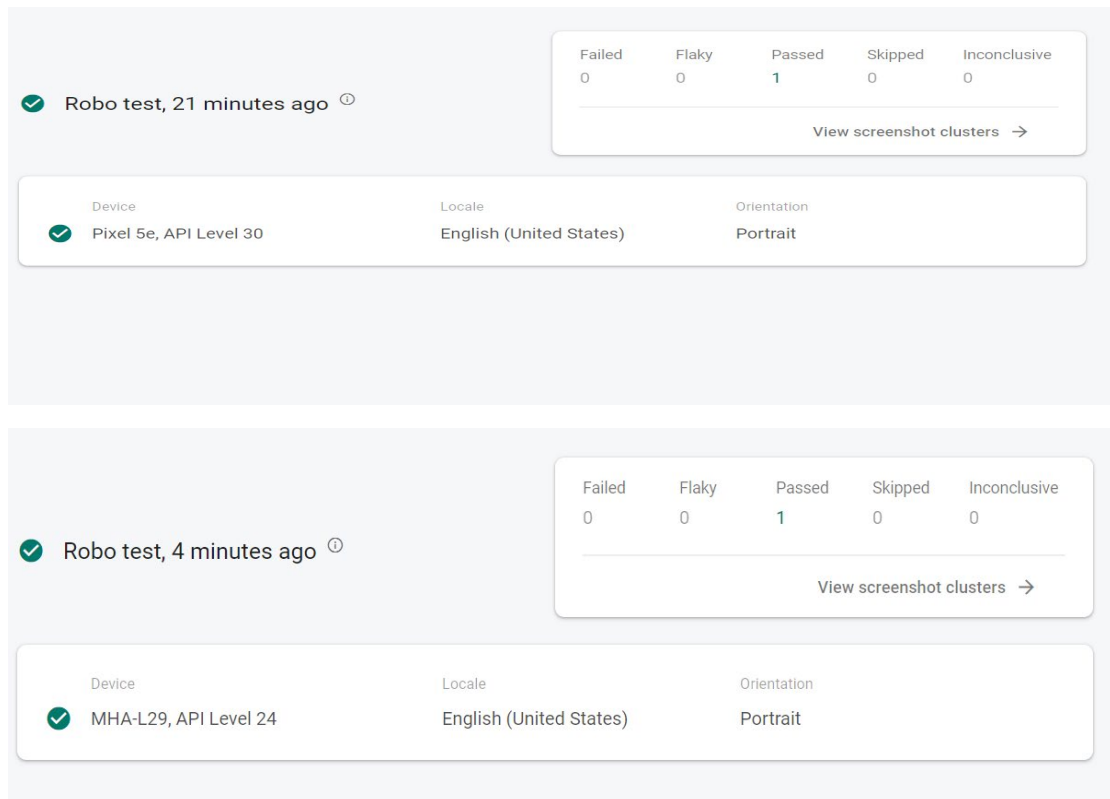 Failed Flaky Passed Skipped Inconclusive
0 0 1 0 0
Robo test, 21 minutes ago
View screenshot clusters →
Device Locale Orientation
Pixel 5e, API Level 30 English (United States) Portrait
Failed Flaky Passed Skipped Inconclusive
0 0 1 0 0
Robo test, 4 minutes ago
View screenshot clusters →
Device Locale Orientation
MHA-L29, API Level 24 English (United States) Portrait